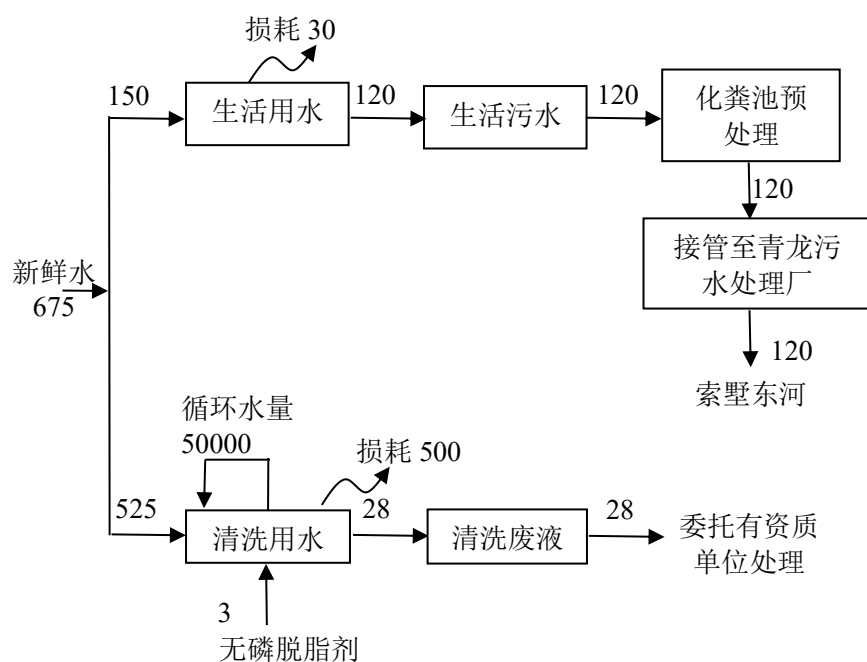 损耗 30
150
生活用水
120
生活污水
120
化粪池预
处理
120
接管至青龙污
水处理厂
120
索墅东河
新鲜水
675
循环水量
50000
损耗 500
525
清洗用水
28
清洗废液
28
委托有资质
单位处理
3
无磷脱脂剂